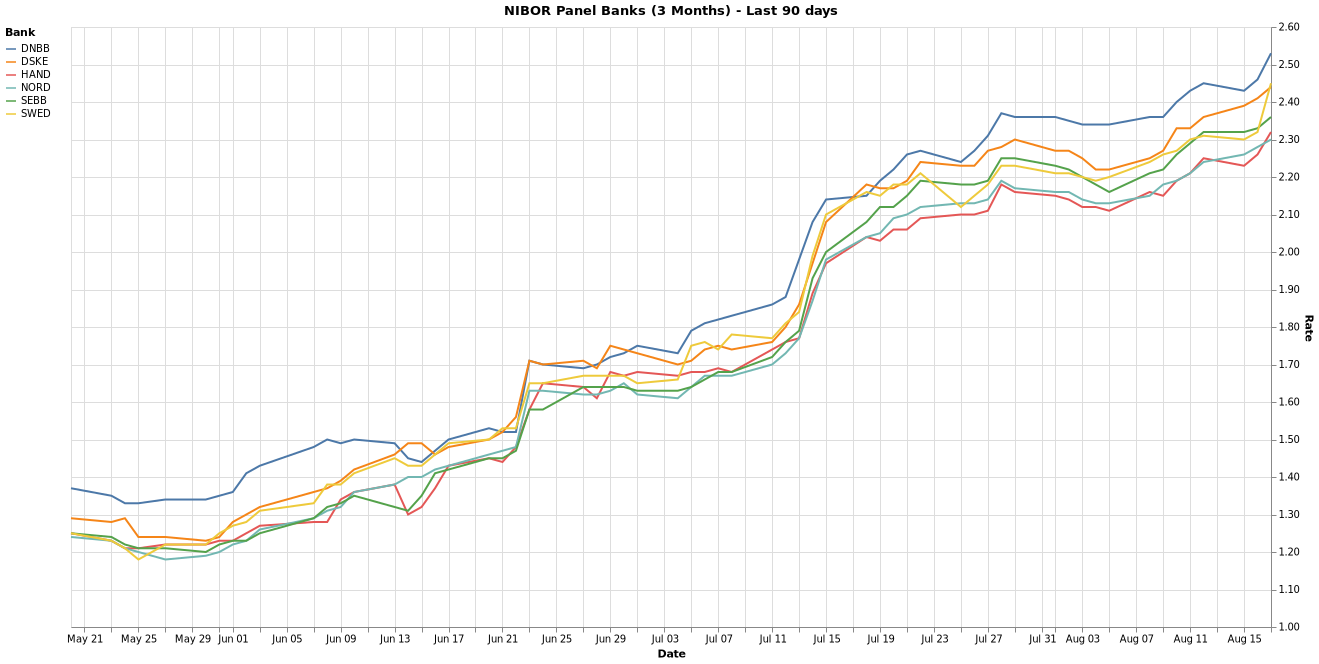 NIBOR Panel Banks (3 Months) - Last 90 days
Bank
DNBB
DSKE
HAND
NORD
SEBB
SWED
2.60
2.50
2.40
2.30
2.20
2.10
2.00
1.90
1.80
1.70
1.60
1.50
1.40
1.30
1.20
1.10
1.00
Rate
May 21 May 25 May 29 Jun 01 Jun 05 Jun 09 Jun 13 Jun 17 Jun 21 Jun 25 Jun 29 Jul 03 Jul 07 Jul 11 Jul 15 Jul 19 Jul 23 Jul 27 Jul 31 Aug 03 Aug 07 Aug 11 Aug 15
Date